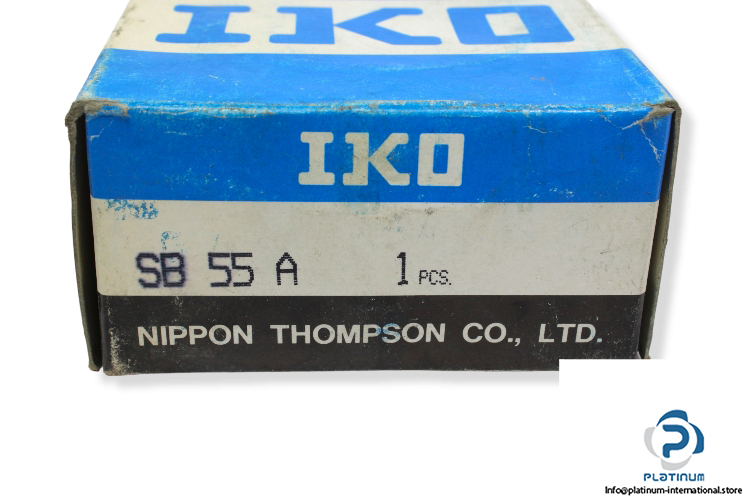 IKO
IKO
SB 55 A 1 PCS.
NIPPON THOMPSON CO., LTD.
PLATINUM
Info@platinum-international.store